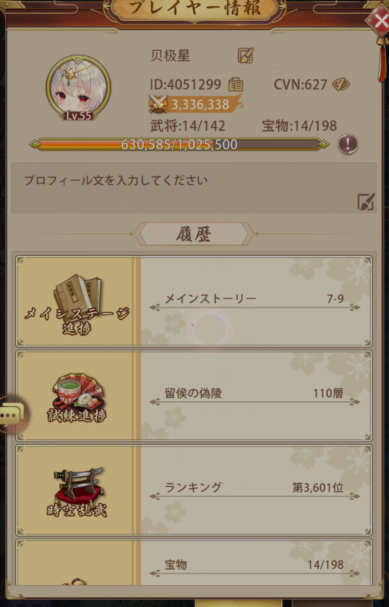 プレイヤー情報
贝极星
ID:4051299 CVN:627
3,336,338
Lv.55
武将:14/142 宝物:14/198
630,585/1,025,500
プロフィール文を入力してください
履歴
メインステージ
進捗
メインストーリー 7-9
試練進捗
留侯の偽陵 110層
時空乱武
ランキング 第3,601位
宝物 14/198